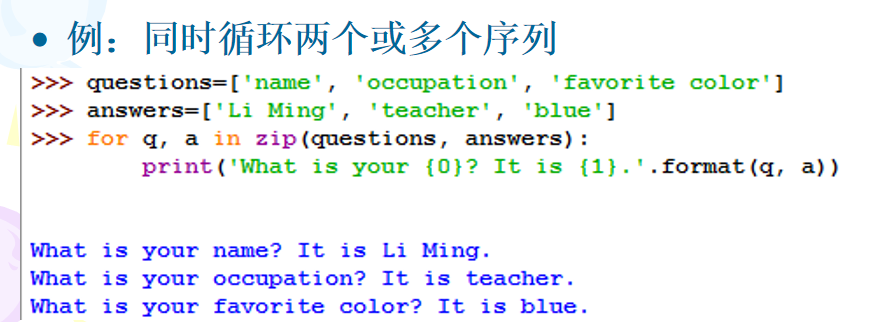 • 例：同时循环两个或多个序列
>>> questions=['name', 'occupation', 'favorite color']
>>> answers=['Li Ming', 'teacher', 'blue']
>>> for q, a in zip(questions, answers):
        print('What is your {0}? It is {1}.'.format(q, a))
What is your name? It is Li Ming.
What is your occupation? It is teacher.
What is your favorite color? It is blue.